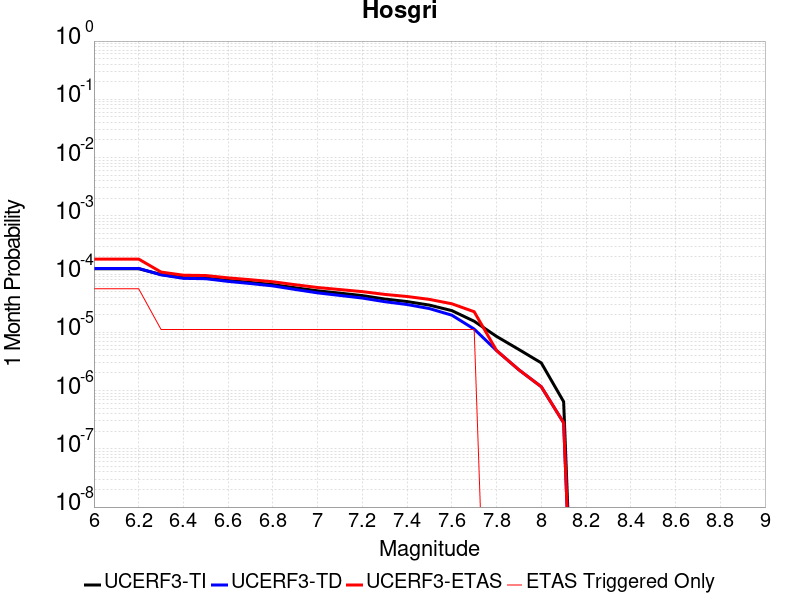 Hosgri
10^0
10^-1
10^-2
10^-3
10^-4
10^-5
10^-6
10^-7
10^-8
1 Month Probability
6 6.2 6.4 6.6 6.8 7 7.2 7.4 7.6 7.8 8 8.2 8.4 8.6 8.8 9
Magnitude
UCERF3-TI UCERF3-TD UCERF3-ETAS ETAS Triggered Only